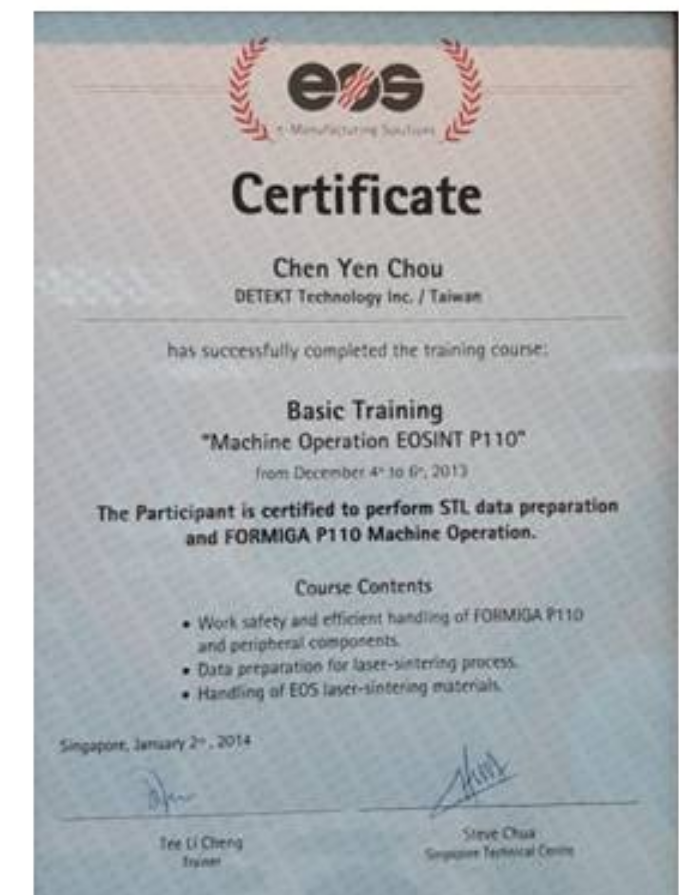 eos
e-Manufacturing Solutions
Certificate
Chen Yen Chou
DETEKT Technology Inc. / Taiwan
has successfully completed the training course:
Basic Training
"Machine Operation EOSINT P110"
from December 4th to 6th, 2013
The Participant is certified to perform STL data preparation
and FORMIGA P110 Machine Operation.
Course Contents
• Work safety and efficient handling of FORMIGA P110
and peripheral components.
• Data preparation for laser-sintering process.
• Handling of EOS laser-sintering materials.
Singapore, January 2nd, 2014
Tee Li Cheng
Trainer
Steve Chua
Singapore Technical Centre